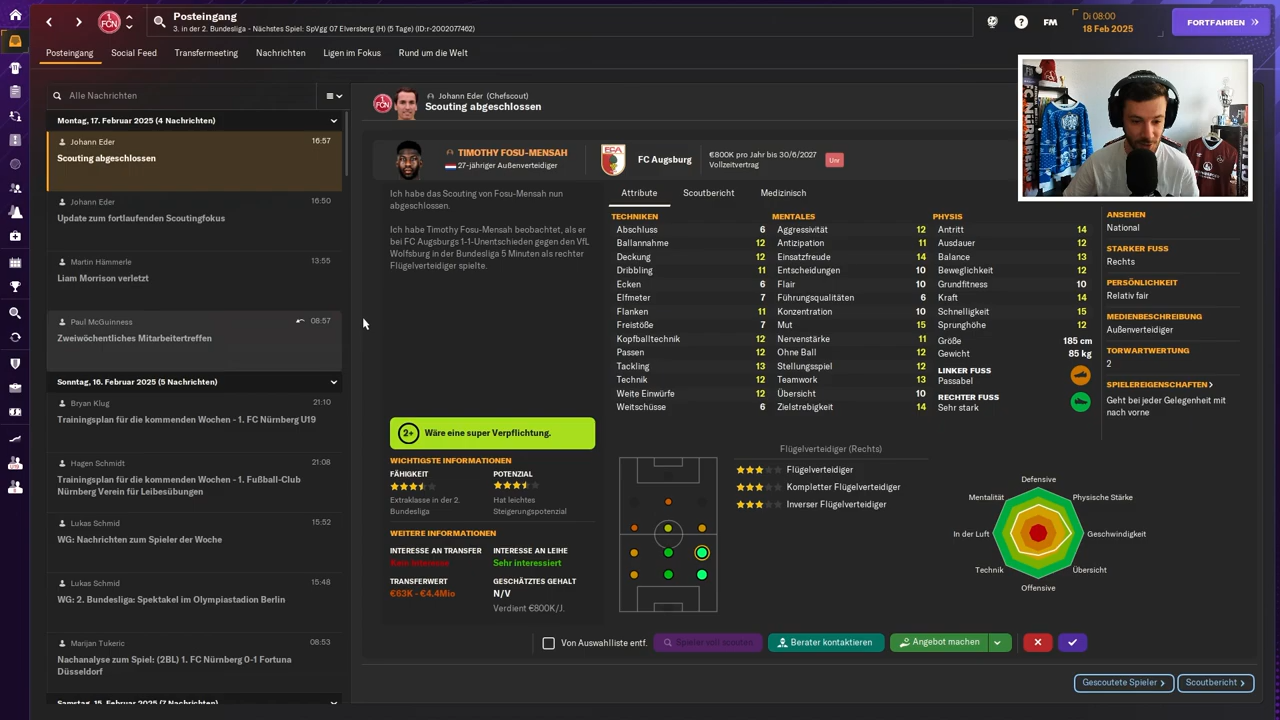 Posteingang
3. in der 2. Bundesliga - Nächstes Spiel: SpVgg 07 Elversberg (H) (5 Tage) (ID:r-2002077462)
FM
Di 08:00
18 Feb 2025
FORTFAHREN
Posteingang
Social Feed
Transfermeeting
Nachrichten
Ligen im Fokus
Rund um die Welt
Alle Nachrichten
Montag, 17. Februar 2025 (4 Nachrichten)
Johann Eder 16:57
Scouting abgeschlossen
Johann Eder 16:50
Update zum fortlaufenden Scoutingfokus
Martin Hämmerle 13:55
Liam Morrison verletzt
Paul McGuinness 08:57
Zweiwöchentliches Mitarbeitertreffen
Sonntag, 16. Februar 2025 (5 Nachrichten)
Bryan Klug 21:10
Trainingsplan für die kommenden Wochen - 1. FC Nürnberg U19
Hagen Schmidt 21:08
Trainingsplan für die kommenden Wochen - 1. Fußball-Club
Nürnberg Verein für Leibesübungen
Lukas Schmid 15:52
WG: Nachrichten zum Spieler der Woche
Lukas Schmid 15:48
WG: 2. Bundesliga: Spektakel im Olympiastadion Berlin
Marijan Tukeric 08:53
Nachanalyse zum Spiel: (2BL) 1. FC Nürnberg 0-1 Fortuna
Düsseldorf
Samstag, 15. Februar 2025 (7 Nachrichten)
Johann Eder (Chefscout)
Scouting abgeschlossen
TIMOTHY FOSU-MENSAH
27-jähriger Außenverteidiger
FC Augsburg
€800K pro Jahr bis 30/6/2027
Vollzeitvertrag
Unv
Ich habe das Scouting von Fosu-Mensah nun
abgeschlossen.
Ich habe Timothy Fosu-Mensah beobachtet, als er
bei FC Augsburgs 1-1-Unentschieden gegen den VfL
Wolfsburg in der Bundesliga 5 Minuten als rechter
Flügelverteidiger spielte.
2+ Wäre eine super Verpflichtung.
WICHTIGSTE INFORMATIONEN
FÄHIGKEIT
POTENZIAL
Extraklasse in der 2.
Bundesliga
Hat leichtes
Steigerungspotenzial
WEITERE INFORMATIONEN
INTERESSE AN TRANSFER
INTERESSE AN LEIHE
Kein Interesse
Sehr interessiert
TRANSFERWERT
GESCHÄTZTES GEHALT
€63K - €4.4Mio
N/V
Verdient €800K/J.
Attribute
Scoutbericht
Medizinisch
TECHNIKEN
Abschluss 6
Ballannahme 12
Deckung 12
Dribbling 11
Ecken 6
Elfmeter 7
Flanken 11
Freistöße 7
Kopfballtechnik 12
Passen 12
Tackling 13
Technik 12
Weite Einwürfe 12
Weitschüsse 6
MENTALES
Aggressivität 12
Antizipation 11
Einsatzfreude 14
Entscheidungen 10
Flair 10
Führungsqualitäten 6
Konzentration 10
Mut 15
Nervenstärke 11
Ohne Ball 12
Stellungsspiel 12
Teamwork 13
Übersicht 10
Zielstrebigkeit 14
PHYSIS
Antritt 14
Ausdauer 12
Balance 13
Beweglichkeit 12
Grundfitness 10
Kraft 14
Schnelligkeit 15
Sprunghöhe 12
Größe 185 cm
Gewicht 85 kg
LINKER FUSS
Passabel
RECHTER FUSS
Sehr stark
ANSEHEN
National
STARKER FUSS
Rechts
PERSÖNLICHKEIT
Relativ fair
MEDIENBESCHREIBUNG
Außenverteidiger
TORWARTWERTUNG
2
SPIELEREIGENSCHAFTEN
Geht bei jeder Gelegenheit mit
nach vorne
Flügelverteidiger (Rechts)
Flügelverteidiger
Kompletter Flügelverteidiger
Inverser Flügelverteidiger
Defensive
Mentalität
Physische Stärke
In der Luft
Geschwindigkeit
Technik
Übersicht
Offensive
Von Auswahlliste entf.
Spieler voll scouten
Berater kontaktieren
Angebot machen
Gescoutete Spieler
Scoutbericht